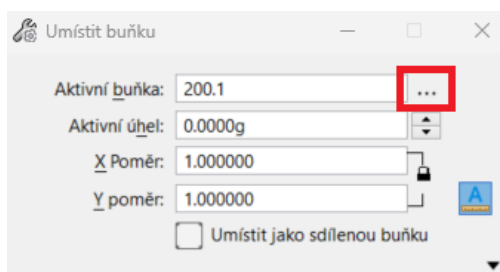 Umístit buňku
Aktivní buňka: 200.1 ...
Aktivní úhel: 0.0000g
X Poměr: 1.000000
Y poměr: 1.000000
A
Umístit jako sdílenou buňku